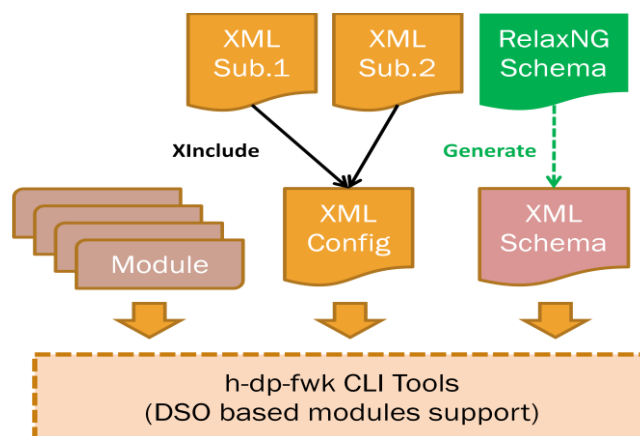 XML
Sub.1
XML
Sub.2
RelaxNG
Schema
XInclude
Generate
Module
XML
Config
XML
Schema
h-dp-fwk CLI Tools
(DSO based modules support)